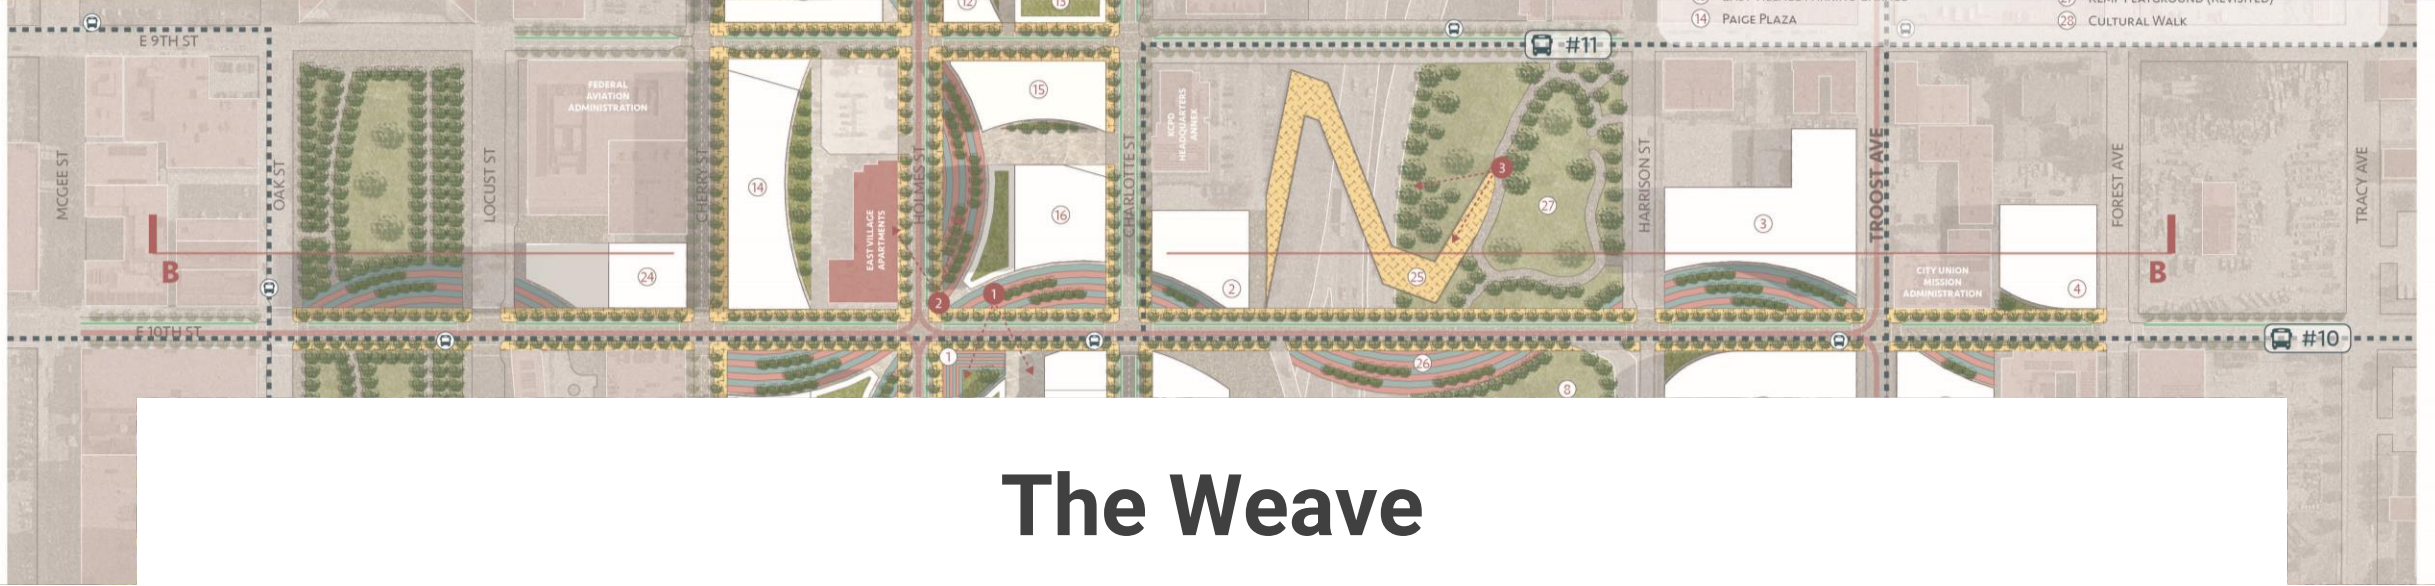 12
13
14 PAIGE PLAZA
28 CULTURAL WALK
E 9TH ST
#11
FEDERAL
AVIATION
ADMINISTRATION
15
KCPD
HEADQUARTERS
ANNEX
MCGEE ST
OAK ST
LOCUST ST
CHERRY ST
14
HOLMES ST
CHARLOTTE ST
3
HARRISON ST
TROOST AVE
FOREST AVE
TRACY AVE
EAST VILLAGE
APARTMENTS
16
27
3
B
24
2
1
2
25
CITY UNION
MISSION
ADMINISTRATION
4
B
E 10TH ST
#10
1
26
8
The Weave